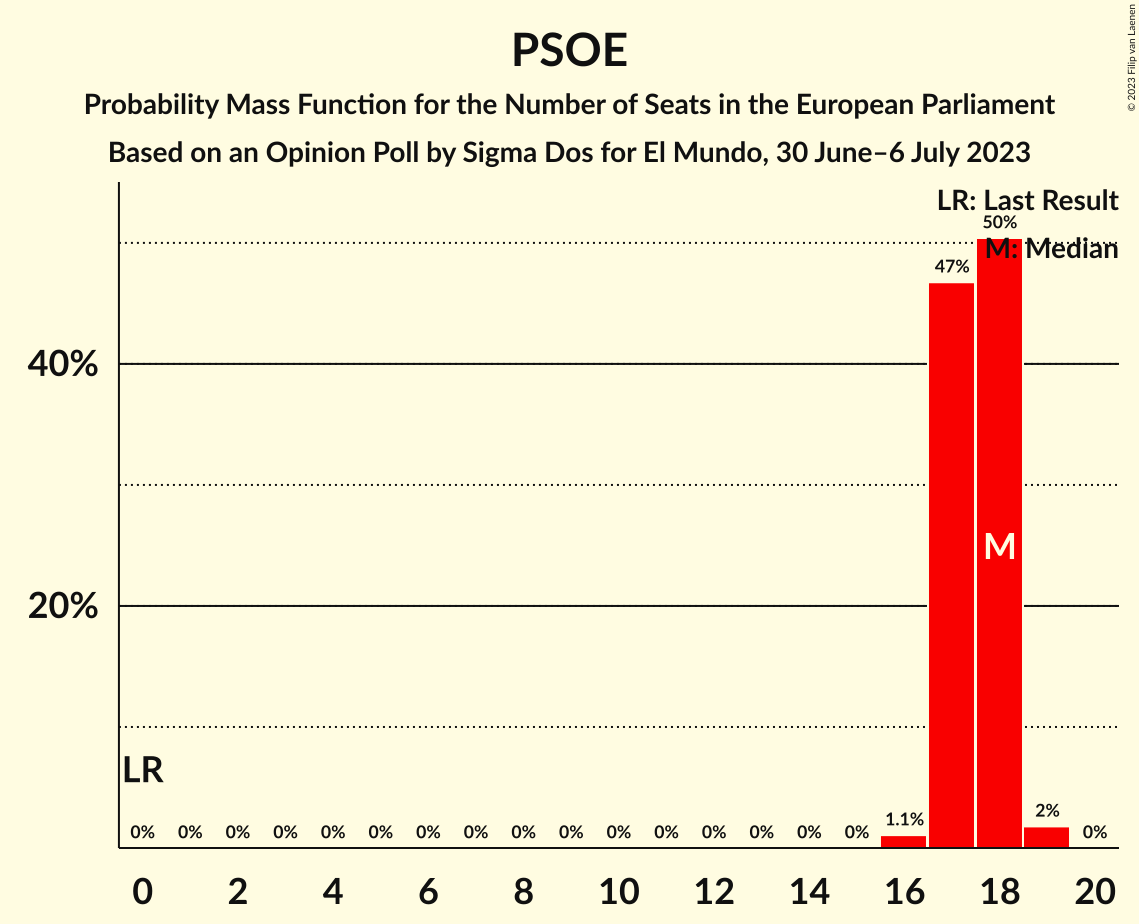 PSOE
Probability Mass Function for the Number of Seats in the European Parliament
Based on an Opinion Poll by Sigma Dos for El Mundo, 30 June–6 July 2023
© 2023 Filip van Laenen
LR: Last Result
M: Median
50%
47%
40%
M
20%
LR
0% 0% 0% 0% 0% 0% 0% 0% 0% 0% 0% 0% 0% 0% 0% 0% 1.1% 2% 0%
0 2 4 6 8 10 12 14 16 18 20